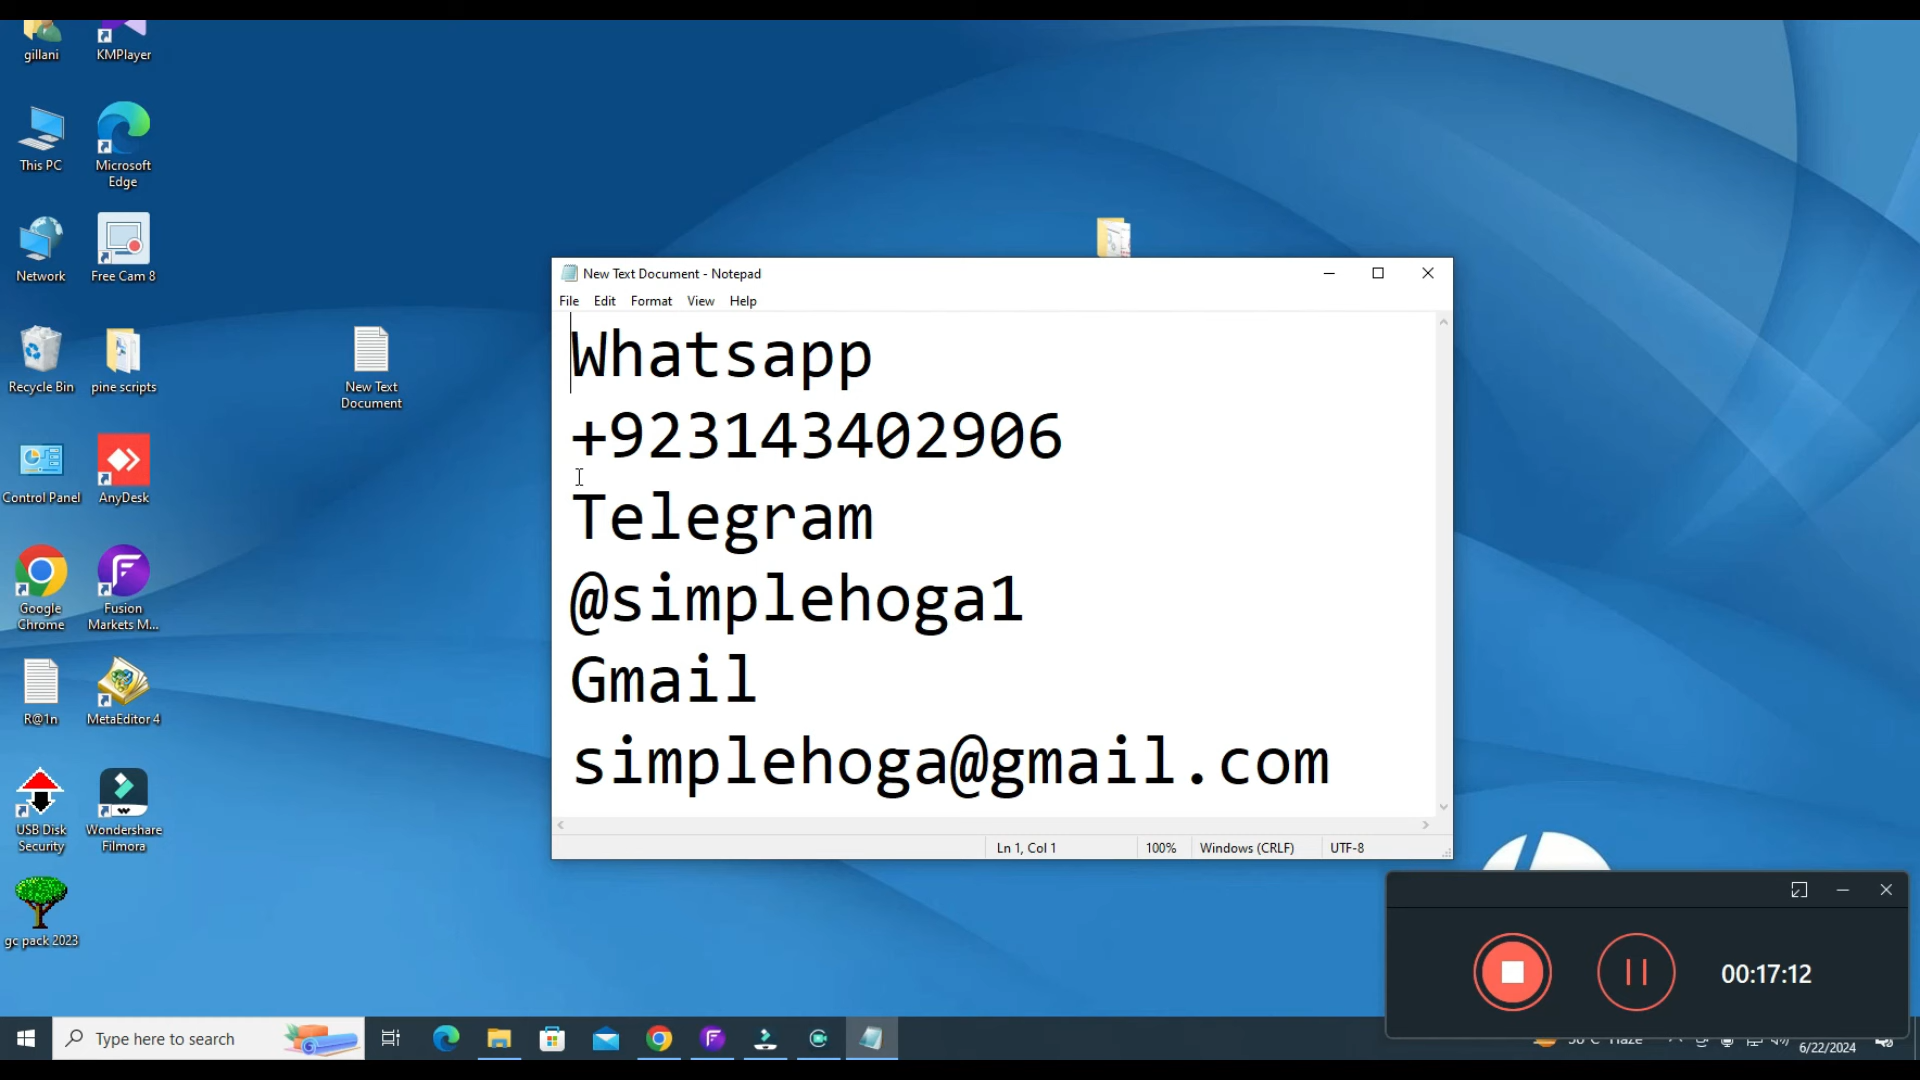 gillani
KMPlayer
This PC
Microsoft
Edge
Network
Free Cam 8
Recycle Bin
pine scripts
New Text
Document
Control Panel
AnyDesk
Google
Chrome
Fusion
Markets M...
R@1n
MetaEditor 4
USB Disk
Security
Wondershare
Filmora
gc pack 2023
New Text Document - Notepad
File Edit Format View Help
Whatsapp
+923143402906
Telegram
@simplehoga1
Gmail
simplehoga@gmail.com
Ln 1, Col 1
100%
Windows (CRLF)
UTF-8
00:17:12
Type here to search
Haze
6/22/2024